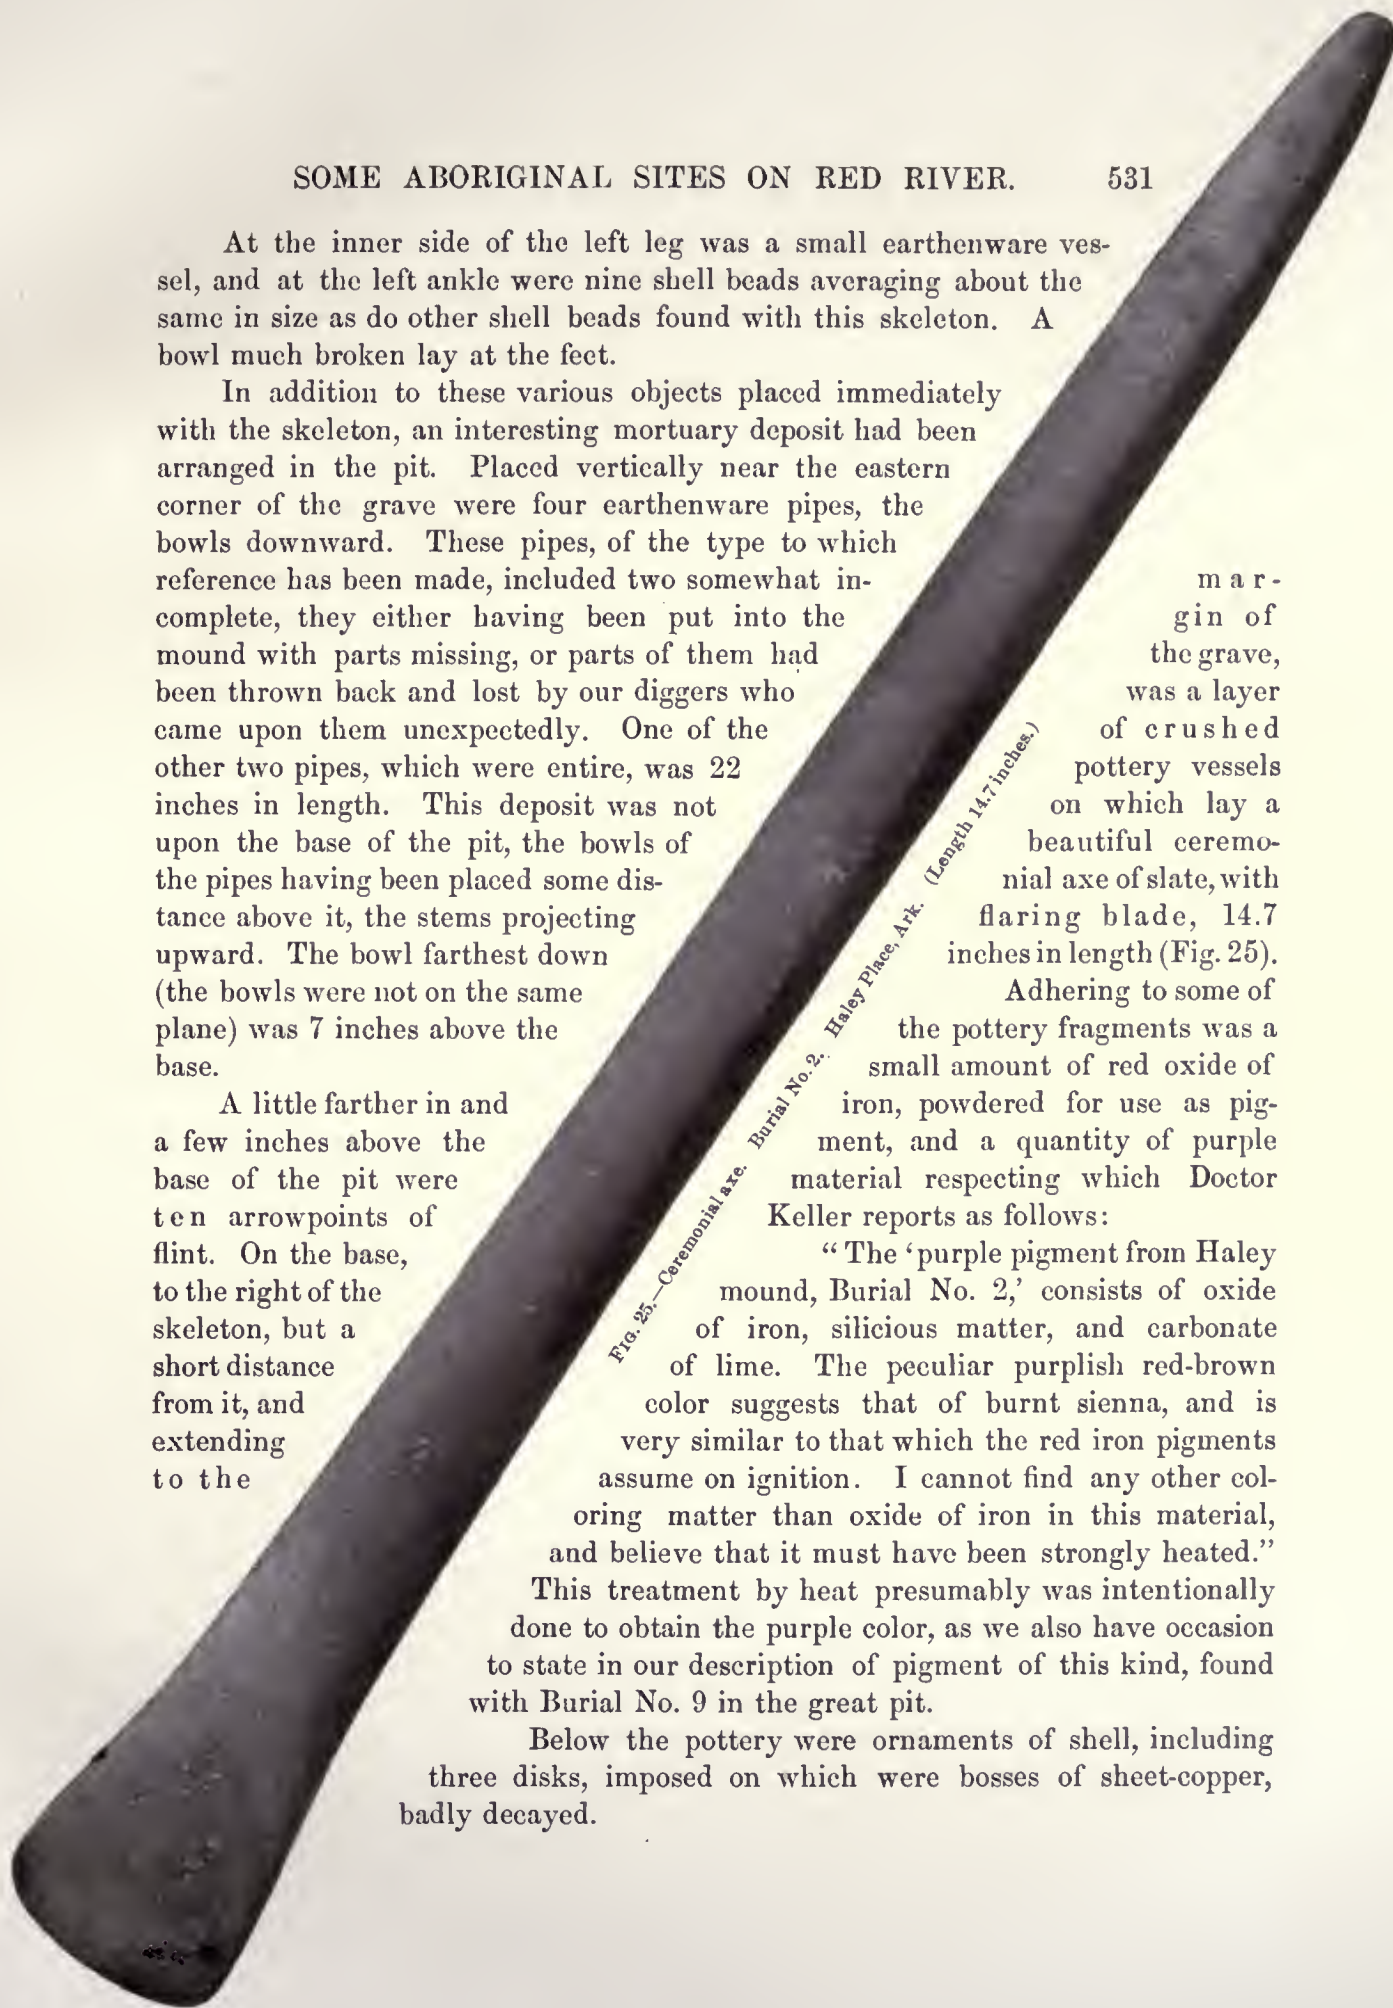 SOME ABORIGINAL SITES ON RED RIVER. 531
At the inner side of the left leg was a small earthenware ves-
sel, and at the left ankle were nine shell beads averaging about the
same in size as do other shell beads found with this skeleton. A
bowl much broken lay at the feet.
In addition to these various objects placed immediately
with the skeleton, an interesting mortuary deposit had been
arranged in the pit. Placed vertically near the eastern
corner of the grave were four earthenware pipes, the
bowls downward. These pipes, of the type to which
reference has been made, included two somewhat in-
complete, they either having been put into the
mound with parts missing, or parts of them had
been thrown back and lost by our diggers who
came upon them unexpectedly. One of the
other two pipes, which were entire, was 22
inches in length. This deposit was not
upon the base of the pit, the bowls of
the pipes having been placed some dis-
tance above it, the stems projecting
upward. The bowl farthest down
(the bowls were not on the same
plane) was 7 inches above the
base.
A little farther in and
a few inches above the
base of the pit were
ten arrowpoints of
flint. On the base,
to the right of the
skeleton, but a
short distance
from it, and
extending
to the
mar-
gin of
the grave,
was a layer
of crushed
pottery vessels
on which lay a
beautiful ceremo-
nial axe of slate, with
flaring blade, 14.7
inches in length (Fig. 25).
Adhering to some of
the pottery fragments was a
small amount of red oxide of
iron, powdered for use as pig-
ment, and a quantity of purple
material respecting which Doctor
Keller reports as follows:
“The ‘purple pigment from Haley
mound, Burial No. 2,’ consists of oxide
of iron, silicious matter, and carbonate
of lime. The peculiar purplish red-brown
color suggests that of burnt sienna, and is
very similar to that which the red iron pigments
assume on ignition. I cannot find any other col-
oring matter than oxide of iron in this material,
and believe that it must have been strongly heated.”
This treatment by heat presumably was intentionally
done to obtain the purple color, as we also have occasion
to state in our description of pigment of this kind, found
with Burial No. 9 in the great pit.
Below the pottery were ornaments of shell, including
three disks, imposed on which were bosses of sheet-copper,
badly decayed.
FIG. 25.—Ceremonial axe. Burial No. 2. Haley Place, Ark. (Length 14.7 inches.)